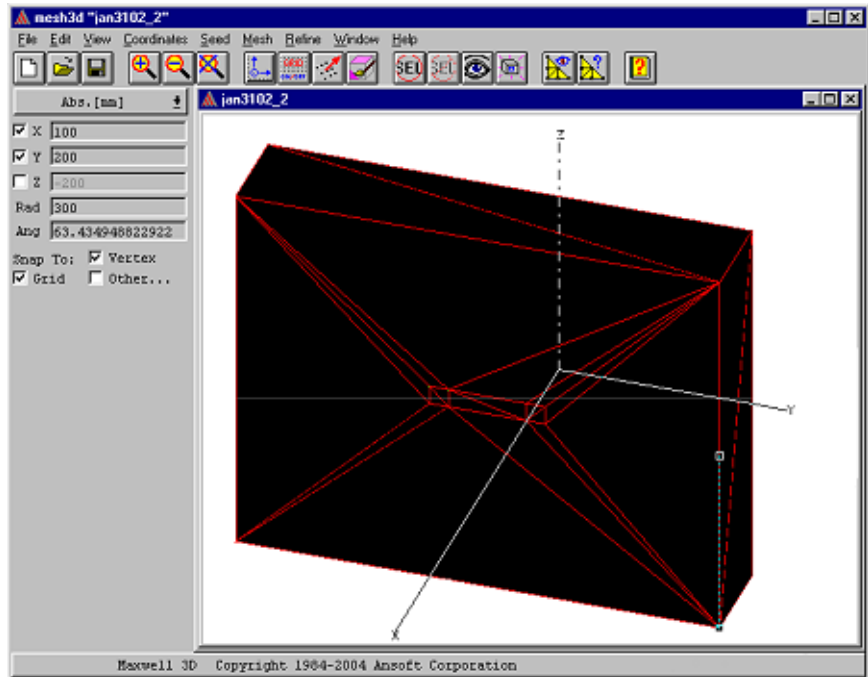 mesh3d "jan3102_2"
File Edit View Coordinates Seed Mesh Refine Window Help
SEL SEL
Abs.[mm]
jan3102_2
X 100
Y 200
Z -200
Rad 300
Ang 63.434948822922
Snap To: Vertex
Grid Other...
Z
Y
X
Maxwell 3D Copyright 1984-2004 Ansoft Corporation